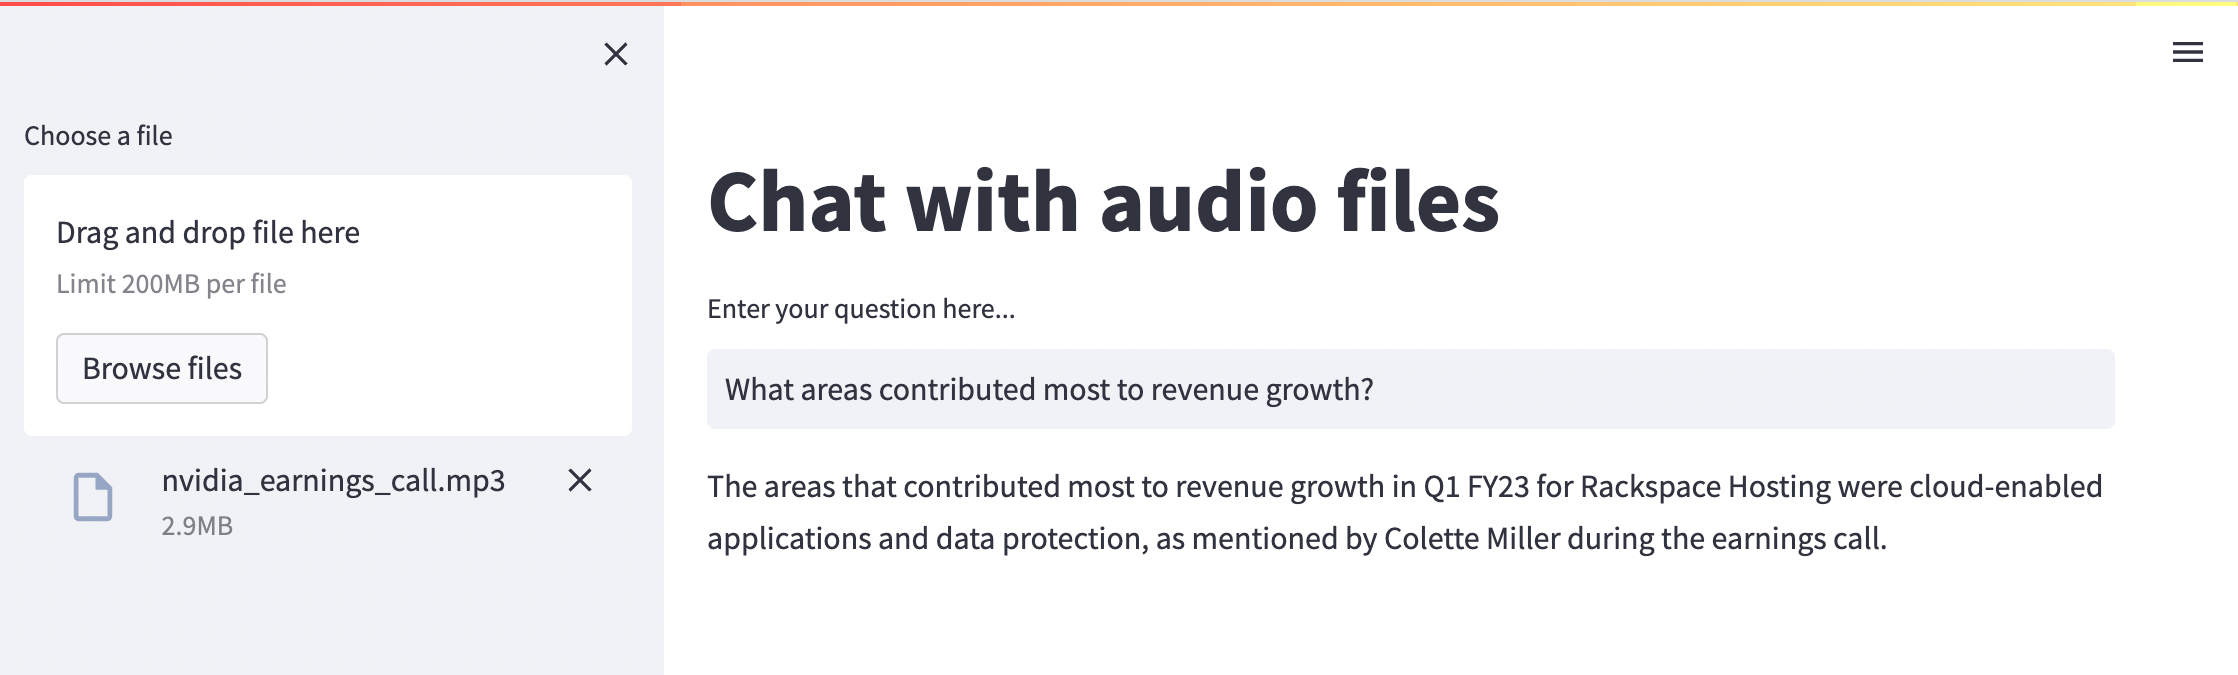 Choose a file
Drag and drop file here
Limit 200MB per file
Browse files
nvidia_earnings_call.mp3
2.9MB
Chat with audio files
Enter your question here...
What areas contributed most to revenue growth?
The areas that contributed most to revenue growth in Q1 FY23 for Rackspace Hosting were cloud-enabled
applications and data protection, as mentioned by Colette Miller during the earnings call.